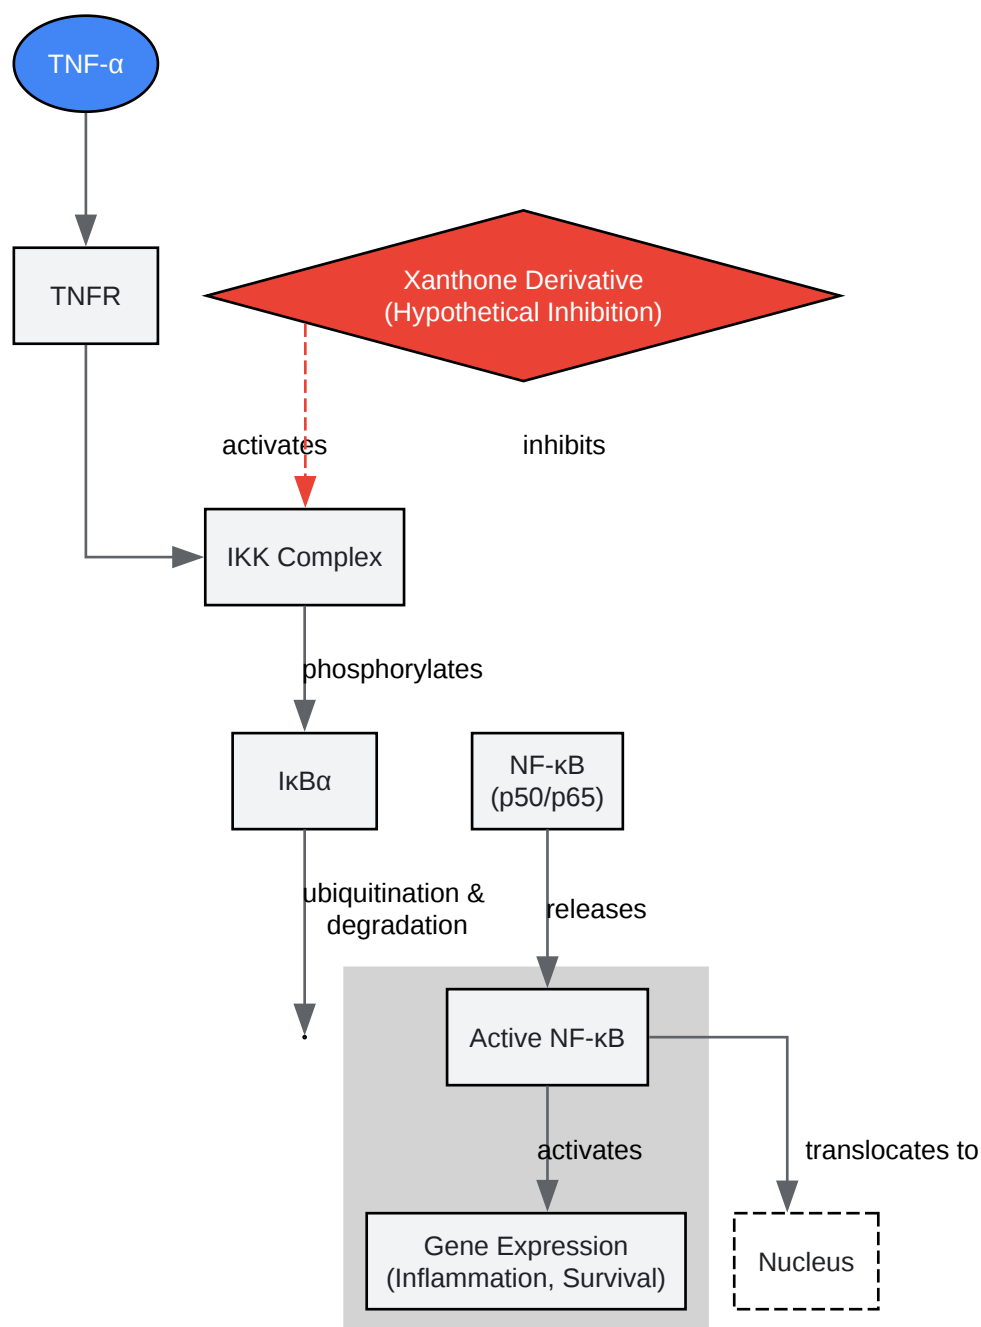 TNF-α
TNFR
Xanthone Derivative
(Hypothetical Inhibition)
activates
inhibits
IKK Complex
phosphorylates
IκBα
NF-κB
(p50/p65)
ubiquitination &
degradation
releases
Active NF-κB
activates
translocates to
Gene Expression
(Inflammation, Survival)
Nucleus